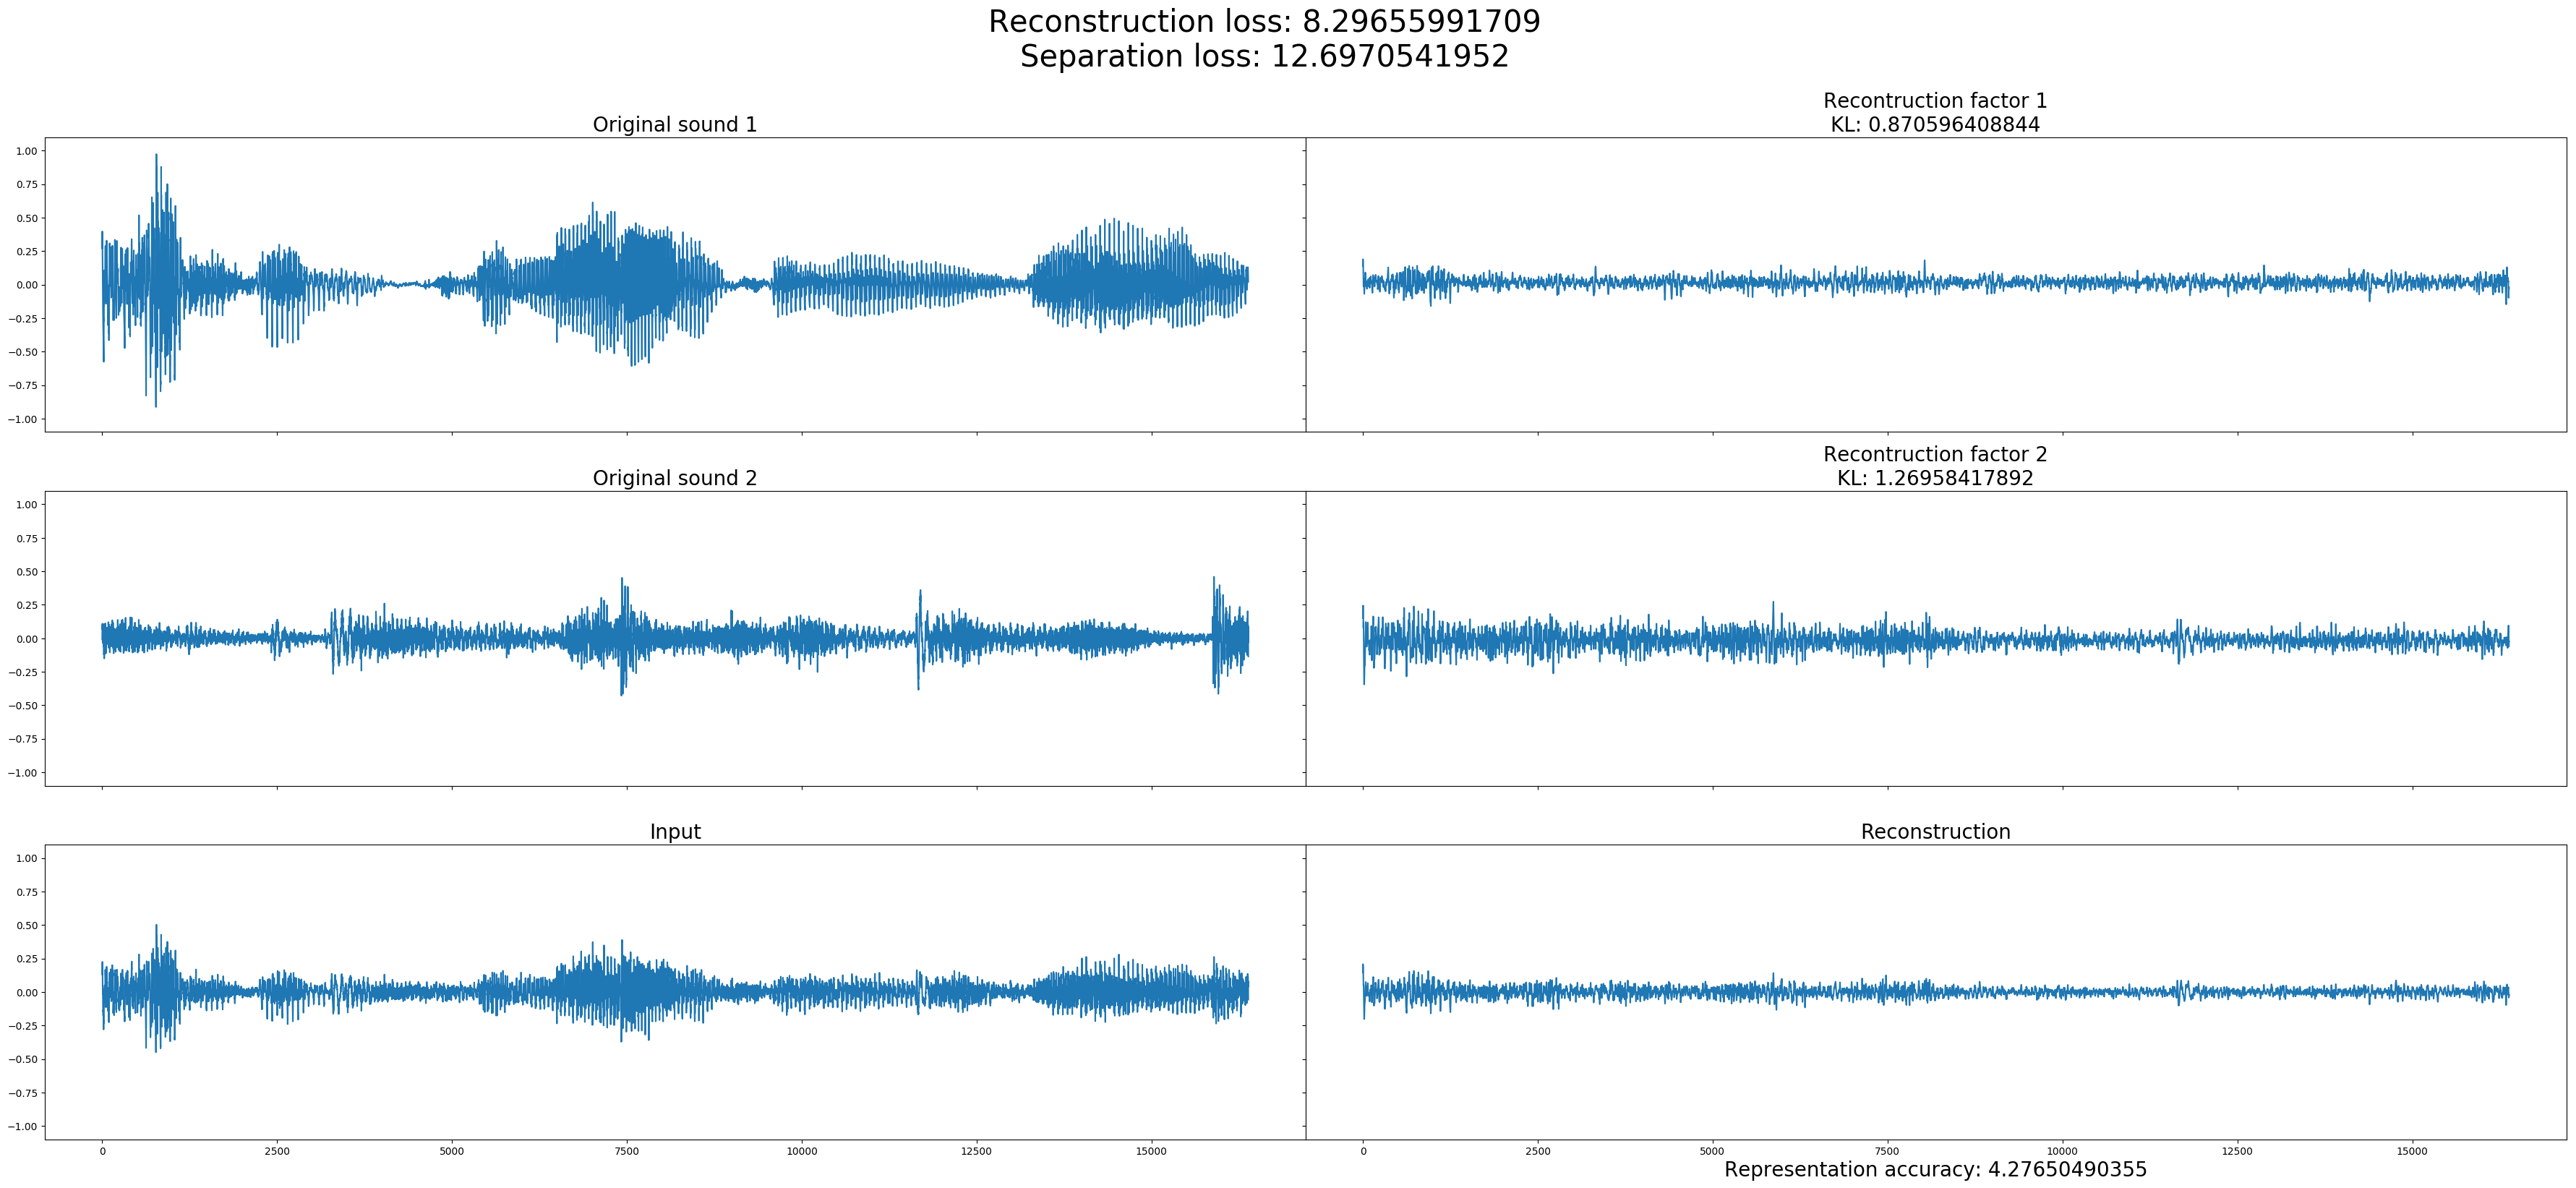 Reconstruction loss: 8.29655991709
Separation loss: 12.6970541952
Original sound 1
Recontruction factor 1
KL: 0.870596408844
1.00
0.75
0.50
0.25
0.00
−0.25
−0.50
−0.75
−1.00
Original sound 2
Recontruction factor 2
KL: 1.26958417892
1.00
0.75
0.50
0.25
0.00
−0.25
−0.50
−0.75
−1.00
Input
Reconstruction
1.00
0.75
0.50
0.25
0.00
−0.25
−0.50
−0.75
−1.00
0 2500 5000 7500 10000 12500 15000
0 2500 5000 7500 10000 12500 15000
Representation accuracy: 4.27650490355